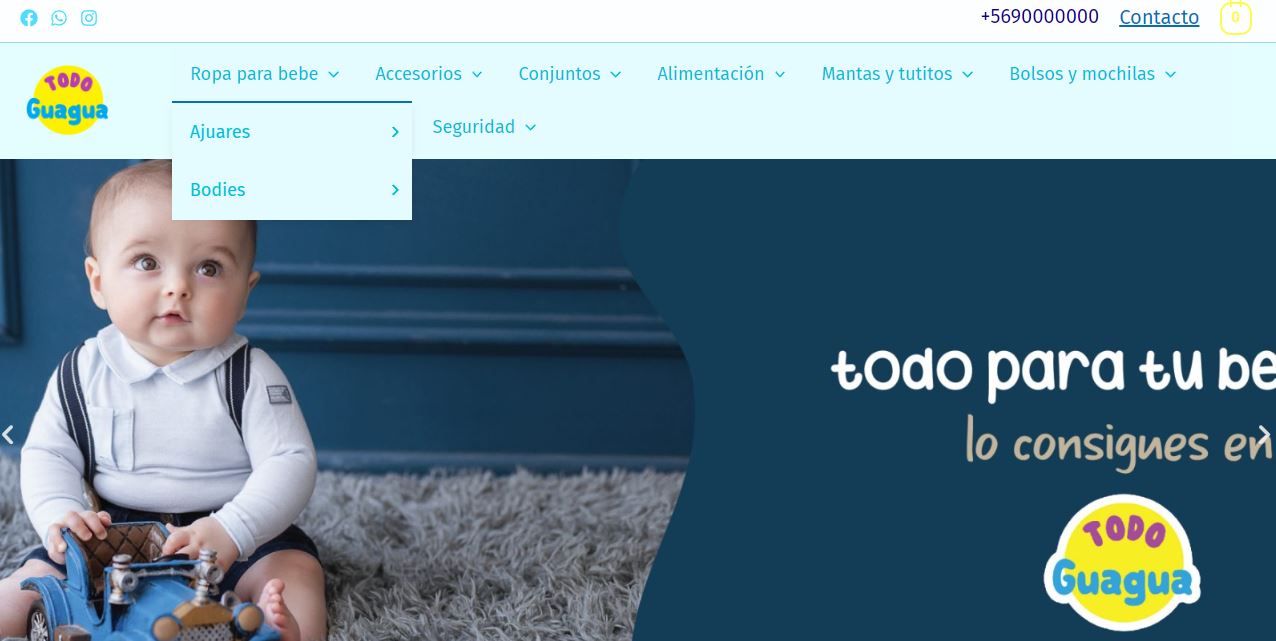 +5690000000 Contacto 0
TODO
Guagua
Ropa para bebe Accesorios Conjuntos Alimentación Mantas y tutitos Bolsos y mochilas
Ajuares
Seguridad
Bodies
todo para tu be
lo consigues en
TODO
Guagua